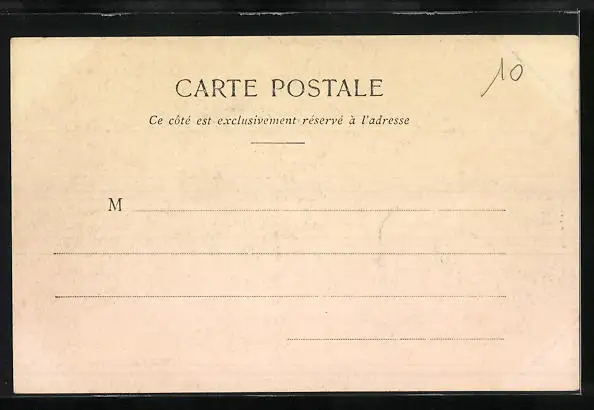 10
CARTE POSTALE
Ce côté est exclusivement réservé à l'adresse
M